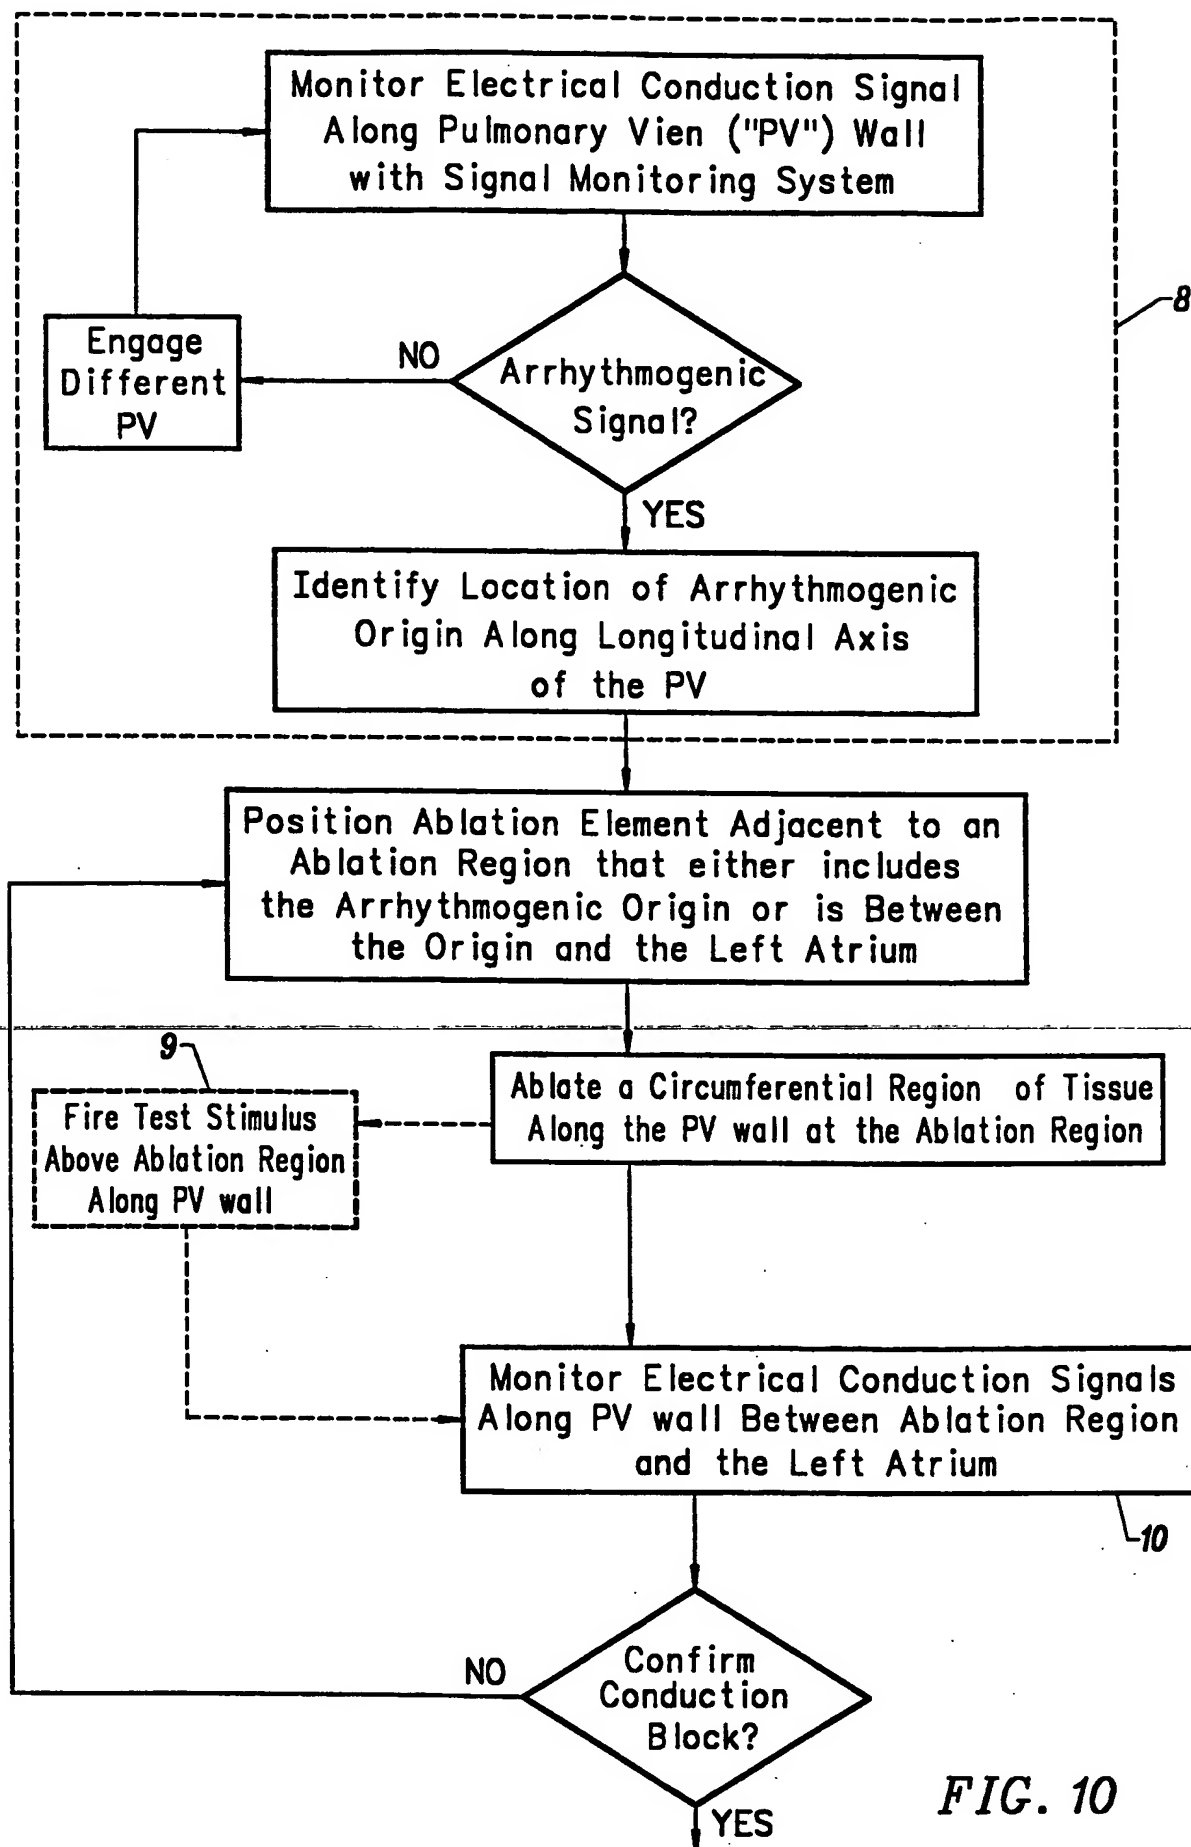 Monitor Electrical Conduction Signal
Along Pulmonary Vien ("PV") Wall
with Signal Monitoring System
8
Engage
Different
PV
NO
Arrhythmogenic
Signal?
YES
Identify Location of Arrhythmogenic
Origin Along Longitudinal Axis
of the PV
Position Ablation Element Adjacent to an
Ablation Region that either includes
the Arrhythmogenic Origin or is Between
the Origin and the Left Atrium
9
Fire Test Stimulus
Above Ablation Region
Along PV wall
Ablate a Circumferential Region of Tissue
Along the PV wall at the Ablation Region
Monitor Electrical Conduction Signals
Along PV wall Between Ablation Region
and the Left Atrium
10
NO
Confirm
Conduction
Block?
YES
FIG. 10